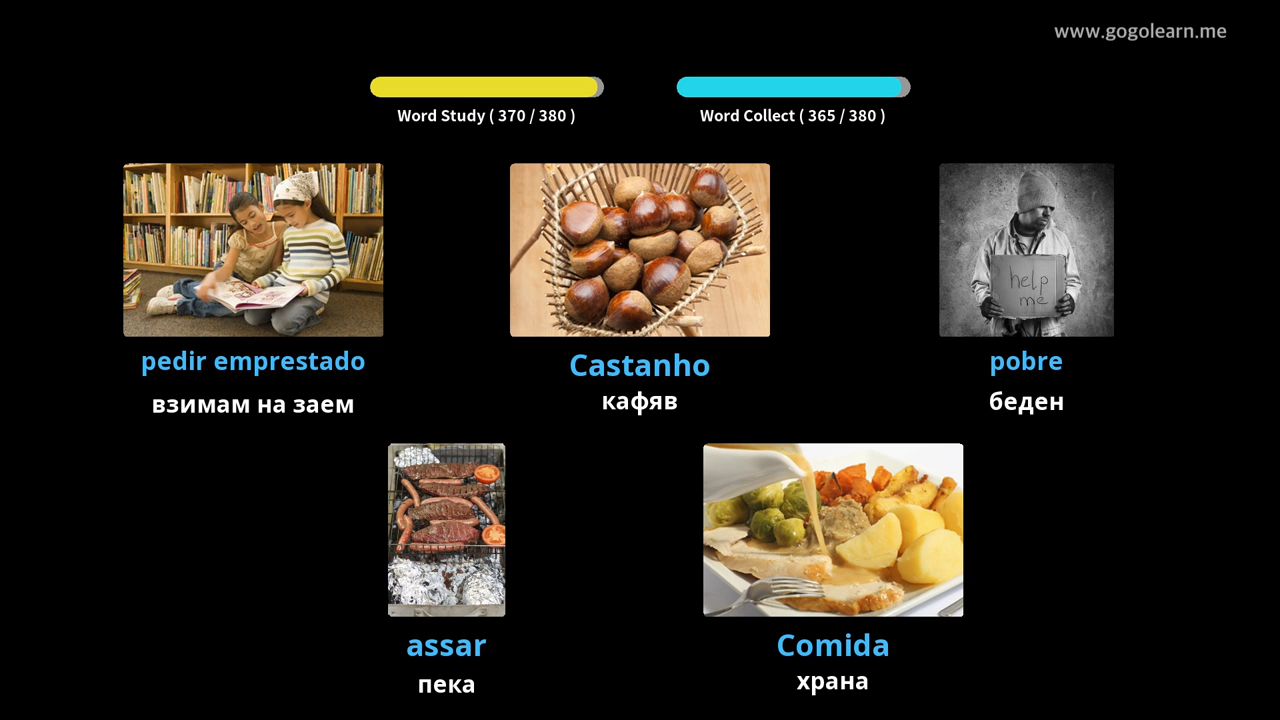 www.gogolearn.me
Word Study ( 370 / 380 )
Word Collect ( 365 / 380 )
help
me
pedir emprestado
взимам на заем
Castanho
кафяв
pobre
беден
assar
пека
Comida
храна